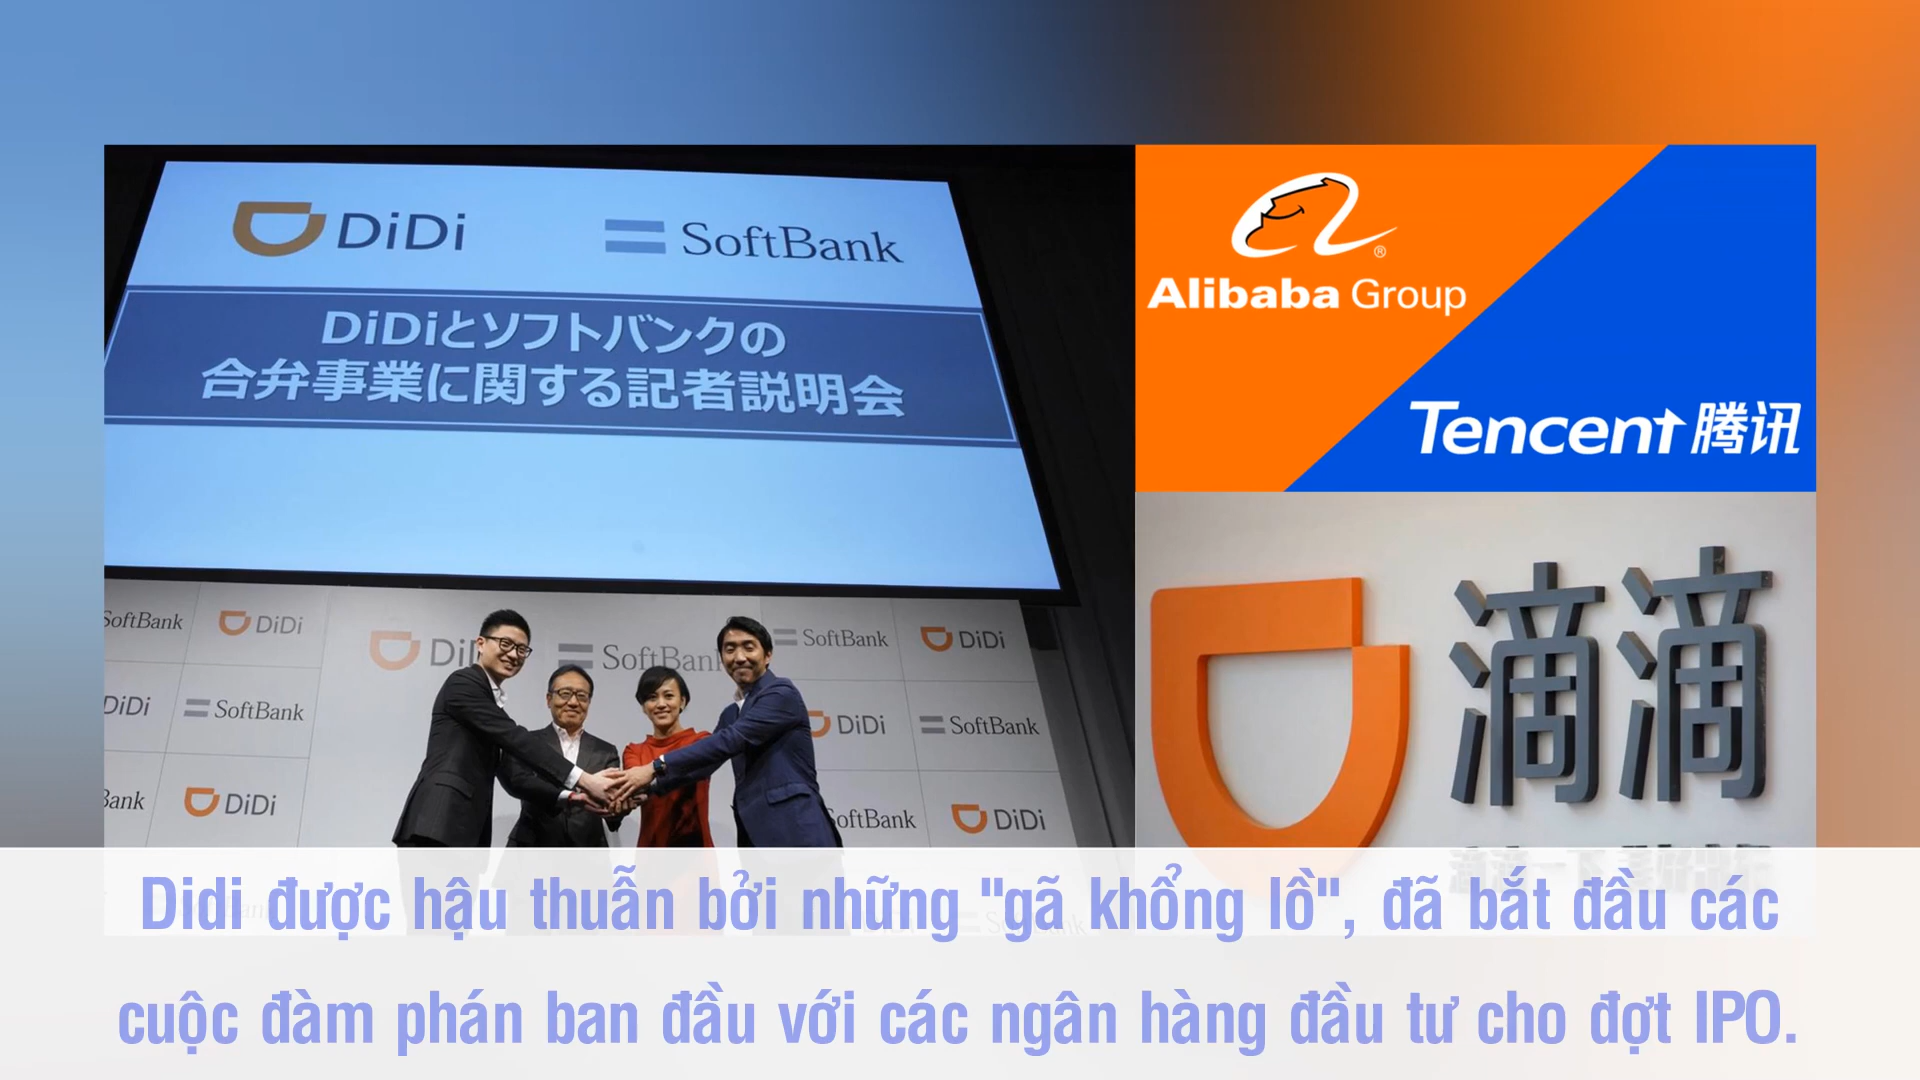 DiDi
SoftBank
DiDiとソフトバンクの
合弁事業に関する記者説明会
Alibaba Group
Tencent 腾讯
SoftBank DiDi DiDi SoftBank SoftBank DiDi
DiDi SoftBank DiDi SoftBank
Bank DiDi SoftBank DiDi
滴滴
Didi được hậu thuẫn bởi những "gã khổng lồ", đã bắt đầu các
cuộc đàm phán ban đầu với các ngân hàng đầu tư cho đợt IPO.